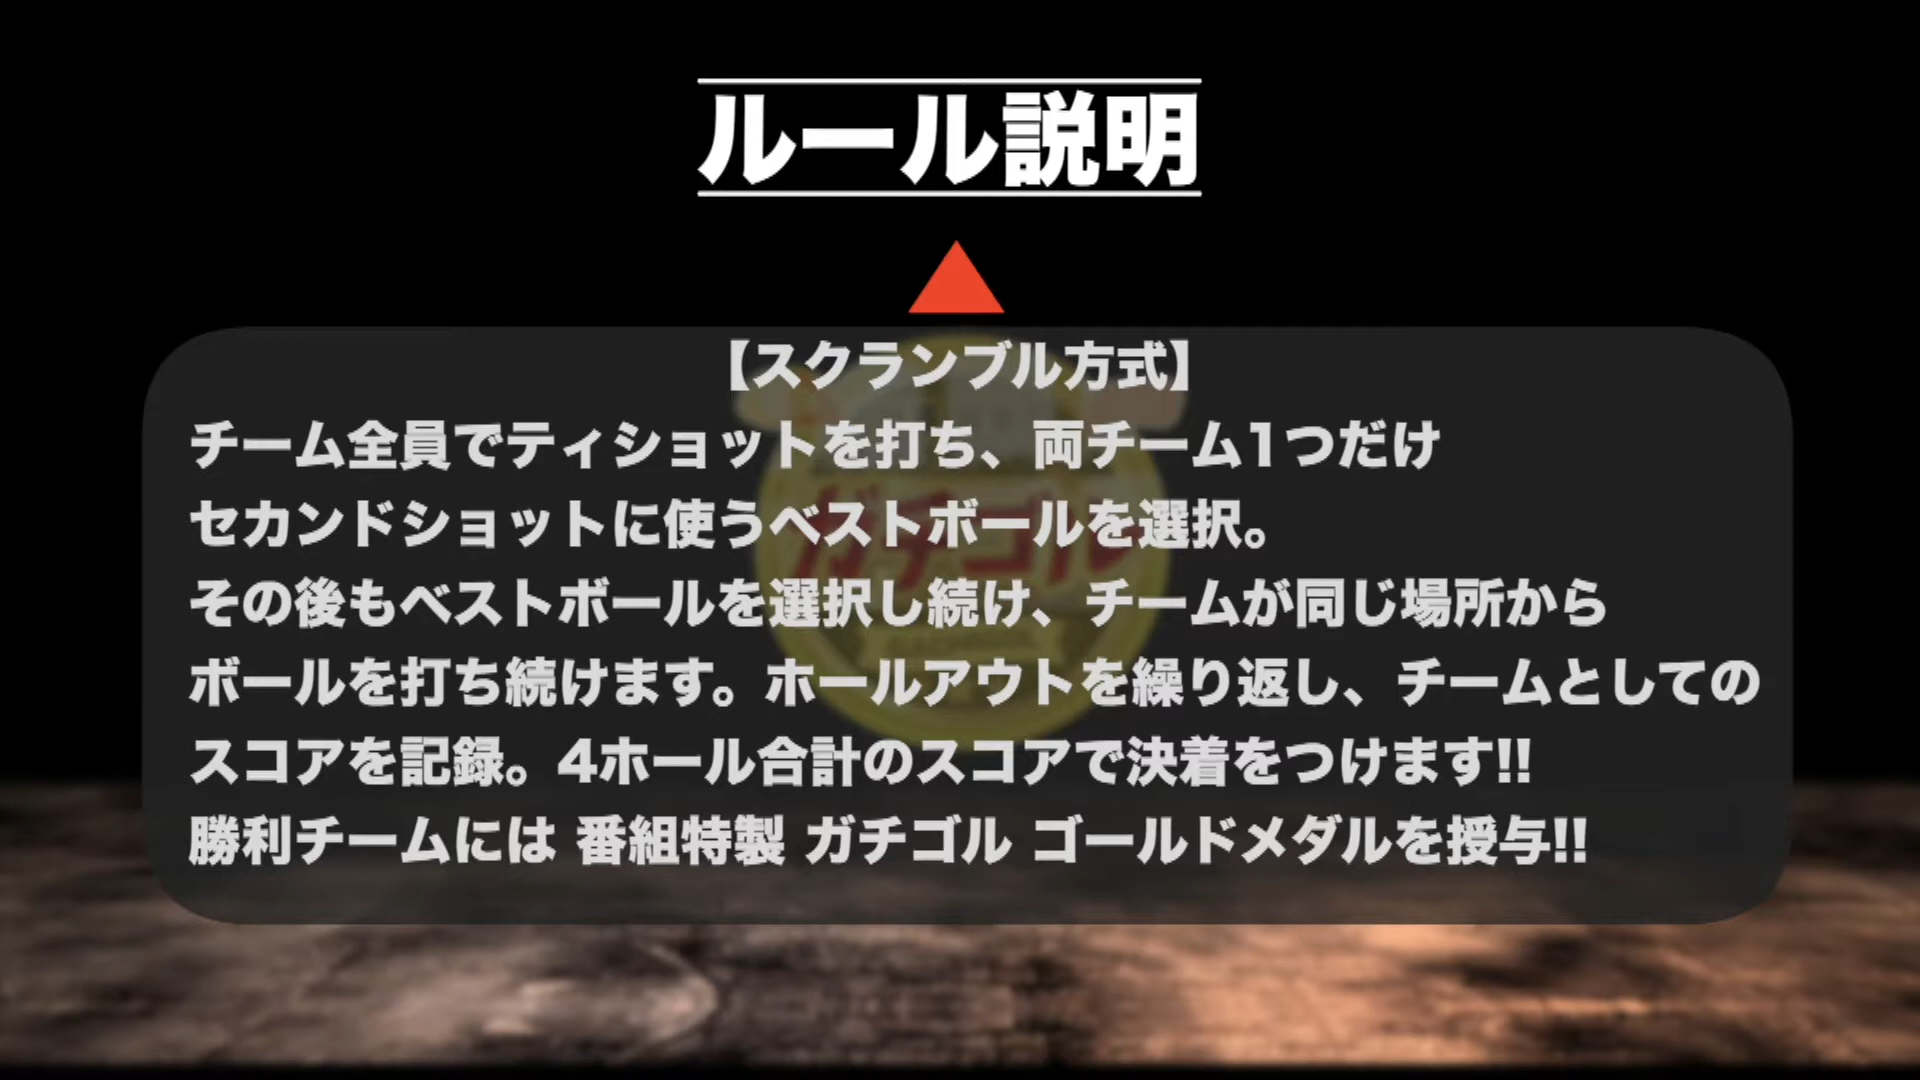 ルール説明
【スクランブル方式】
チーム全員でティショットを打ち、両チーム1つだけ
セカンドショットに使うベストボールを選択。
その後もベストボールを選択し続け、チームが同じ場所から
ボールを打ち続けます。ホールアウトを繰り返し、チームとしての
スコアを記録。4ホール合計のスコアで決着をつけます!!
勝利チームには 番組特製 ガチゴル ゴールドメダルを授与!!
ガチゴル